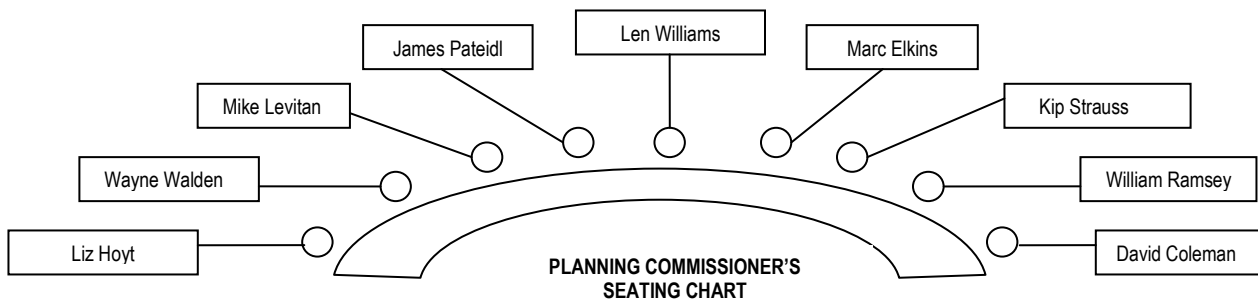 Len Williams
James Pateidl
Marc Elkins
Mike Levitan
Kip Strauss
Wayne Walden
William Ramsey
Liz Hoyt
David Coleman
PLANNING COMMISSIONER'S
SEATING CHART